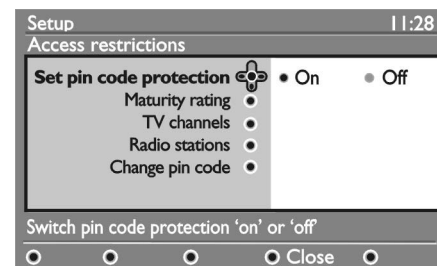 Setup 11:28
Access restrictions
Set pin code protection On Off
Maturity rating
TV channels
Radio stations
Change pin code
Switch pin code protection ‘on’ or ‘off’
Close